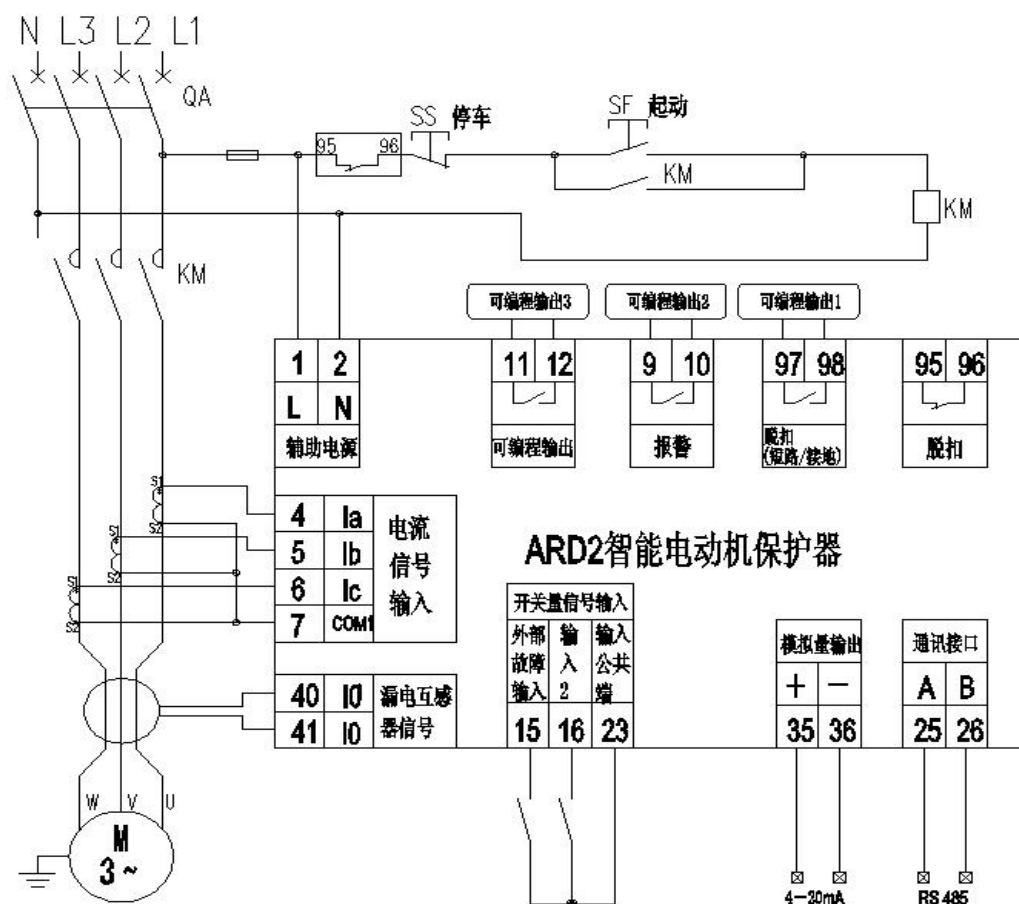 N L3 L2 L1
QA
SS 停车
SF 起动
95 96
KM
KM
KM
可编程输出3 可编程输出2 可编程输出1
1 2
11 12
9 10
97 98
95 96
L N
辅助电源
可编程输出
报警
脱扣
(短路/接地)
脱扣
S1
S2
S1
S2
S1
S2
4 Ia
5 Ib
6 Ic
7 COM1
电流
信号
输入
ARD2智能电动机保护器
40 I0
41 I0
漏电互感
器信号
开关量信号输入
外部
故障
输入
输
入
2
输入
公共
端
15 16 23
模拟量输出
+ -
35 36
通讯接口
A B
25 26
W V U
M
3～
4-20mA
RS485